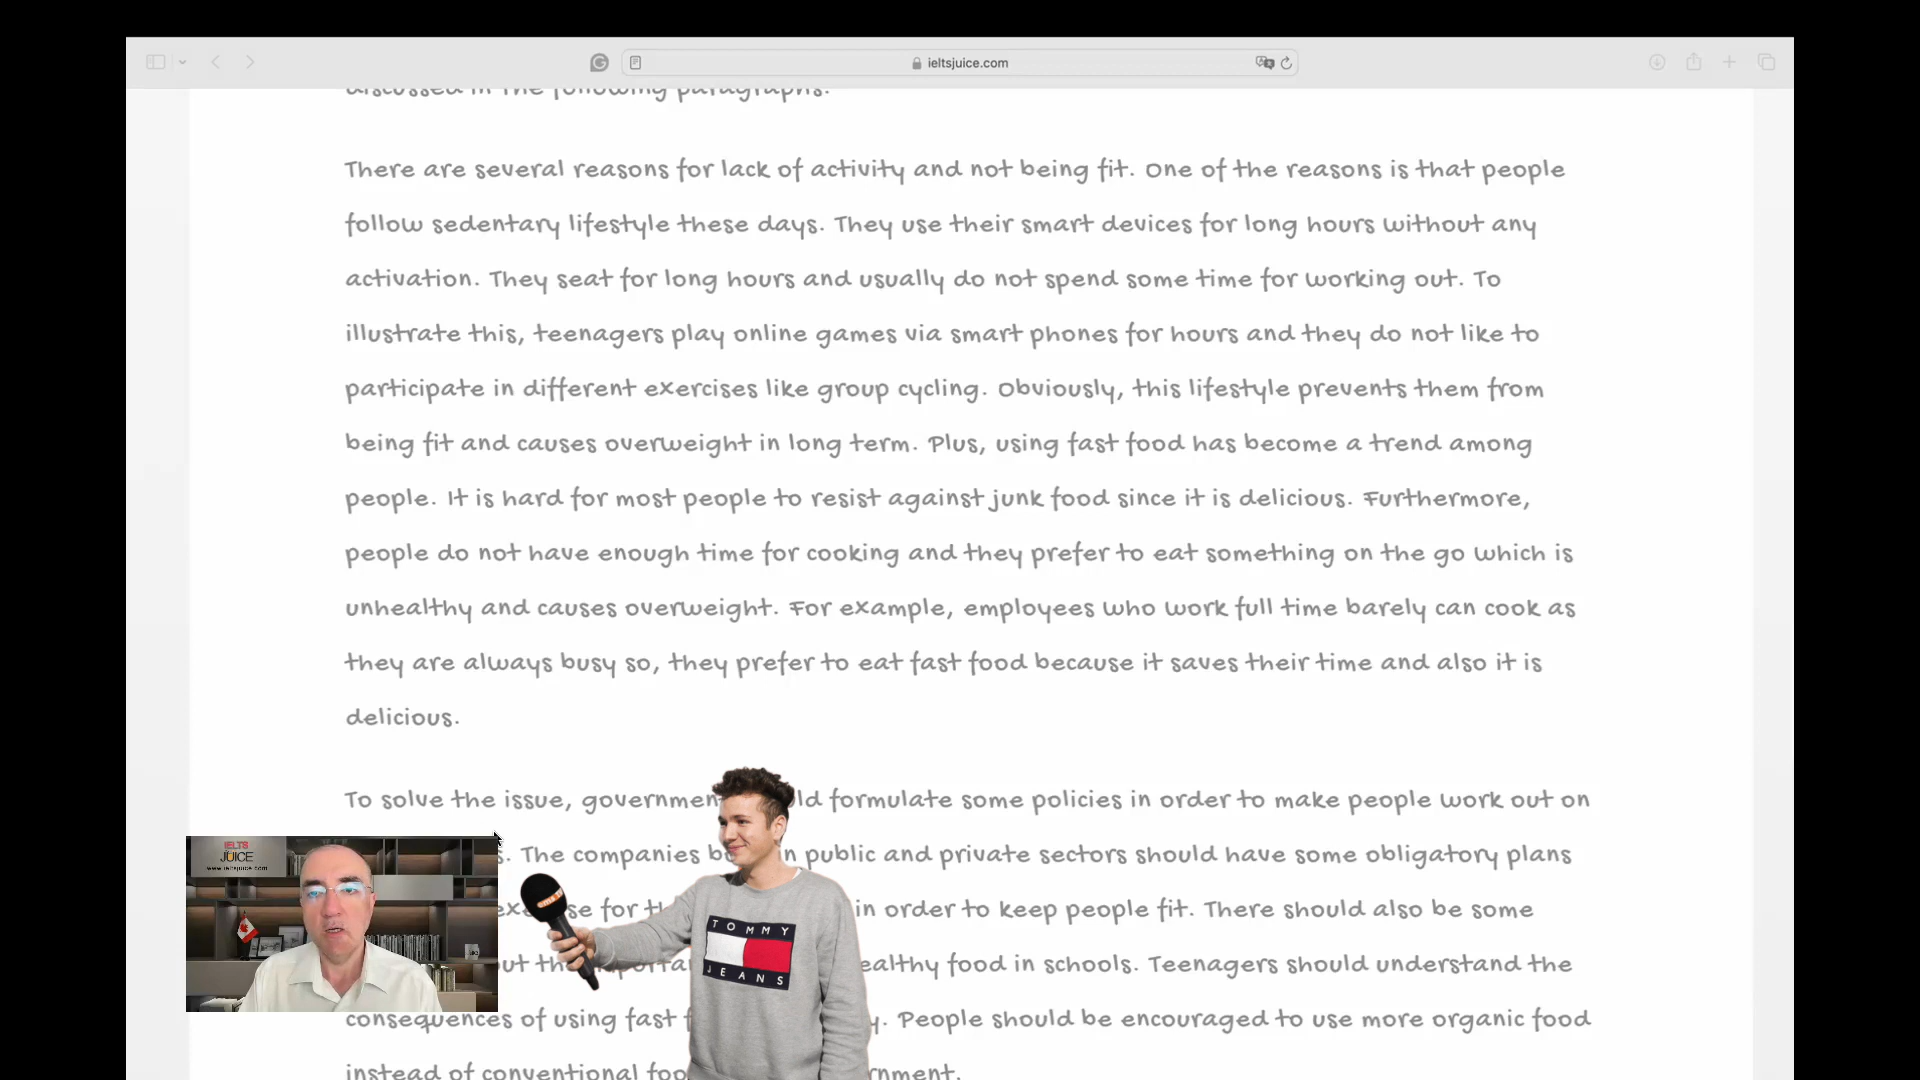 ieltsjuice.com
discussed in the following paragraphs.
There are several reasons for lack of activity and not being fit. One of the reasons is that people
follow sedentary lifestyle these days. They use their smart devices for long hours without any
activation. They seat for long hours and usually do not spend some time for working out. To
illustrate this, teenagers play online games via smart phones for hours and they do not like to
participate in different exercises like group cycling. Obviously, this lifestyle prevents them from
being fit and causes overweight in long term. Plus, using fast food has become a trend among
people. It is hard for most people to resist against junk food since it is delicious. Furthermore,
people do not have enough time for cooking and they prefer to eat something on the go which is
unhealthy and causes overweight. For example, employees who work full time barely can cook as
they are always busy so, they prefer to eat fast food because it saves their time and also it is
delicious.
To solve the issue, formulate some policies in order to make people work out on
The companies public and private sectors should have some obligatory plans
for in order to keep people fit. There should also be some
food in schools. Teenagers should understand the
consequences of using fast People should be encouraged to use more organic food
instead of conventional
IELTS
JUICE
www.ieltsjuice.com
TOMMY
JEANS